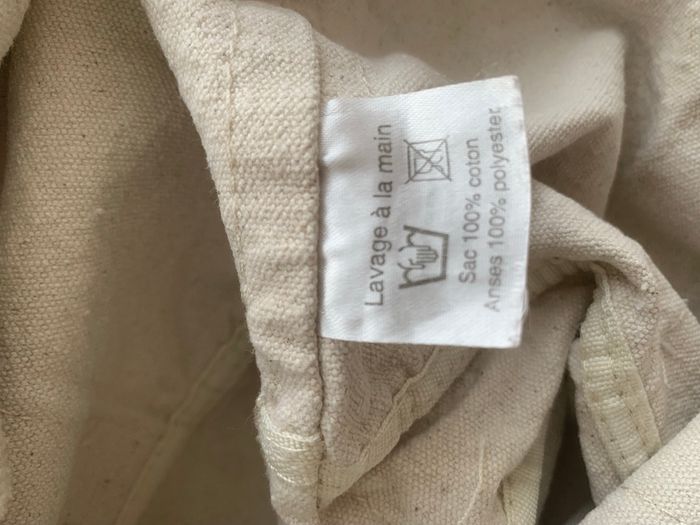 Lavage à la main
Sac 100% coton
Anses 100% polyester